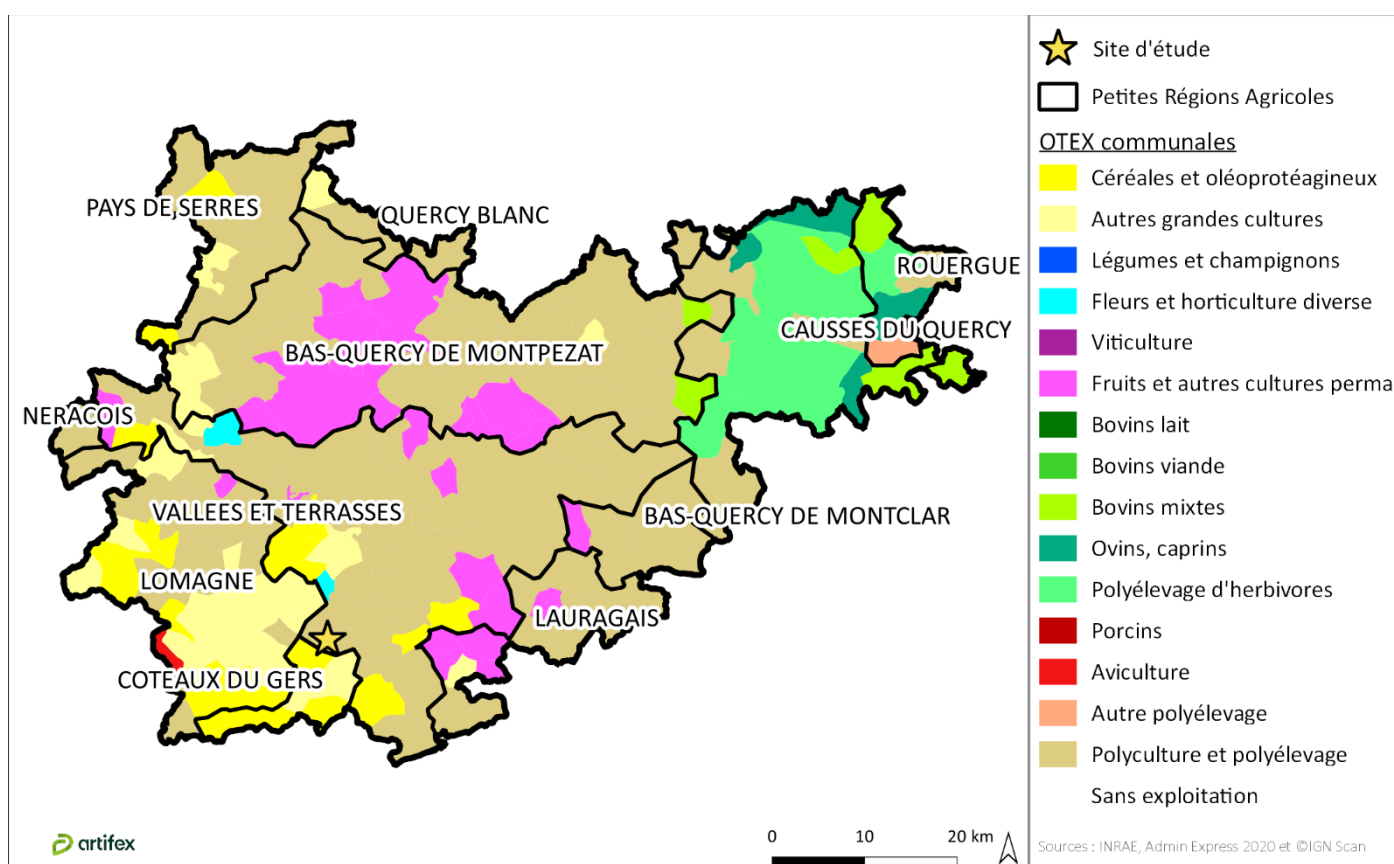 PAYS DE SERRES
QUERCY BLANC
ROUERGUE
CAUSSES DU QUERCY
BAS-QUERCY DE MONTPEZAT
NERACOIS
VALLEES ET TERRASSES
BAS-QUERCY DE MONTCLAR
LOMAGNE
LAURAGAIS
COTEAUX DU GERS
artifex
0 10 20 km
Site d'étude
Petites Régions Agricoles
OTEX communales
Céréales et oléoprotéagineux
Autres grandes cultures
Légumes et champignons
Fleurs et horticulture diverse
Viticulture
Fruits et autres cultures perma
Bovins lait
Bovins viande
Bovins mixtes
Ovins, caprins
Polyélevage d'herbivores
Porcins
Aviculture
Autre polyélevage
Polyculture et polyélevage
Sans exploitation
Sources : INRAE, Admin Express 2020 et ©IGN Scan